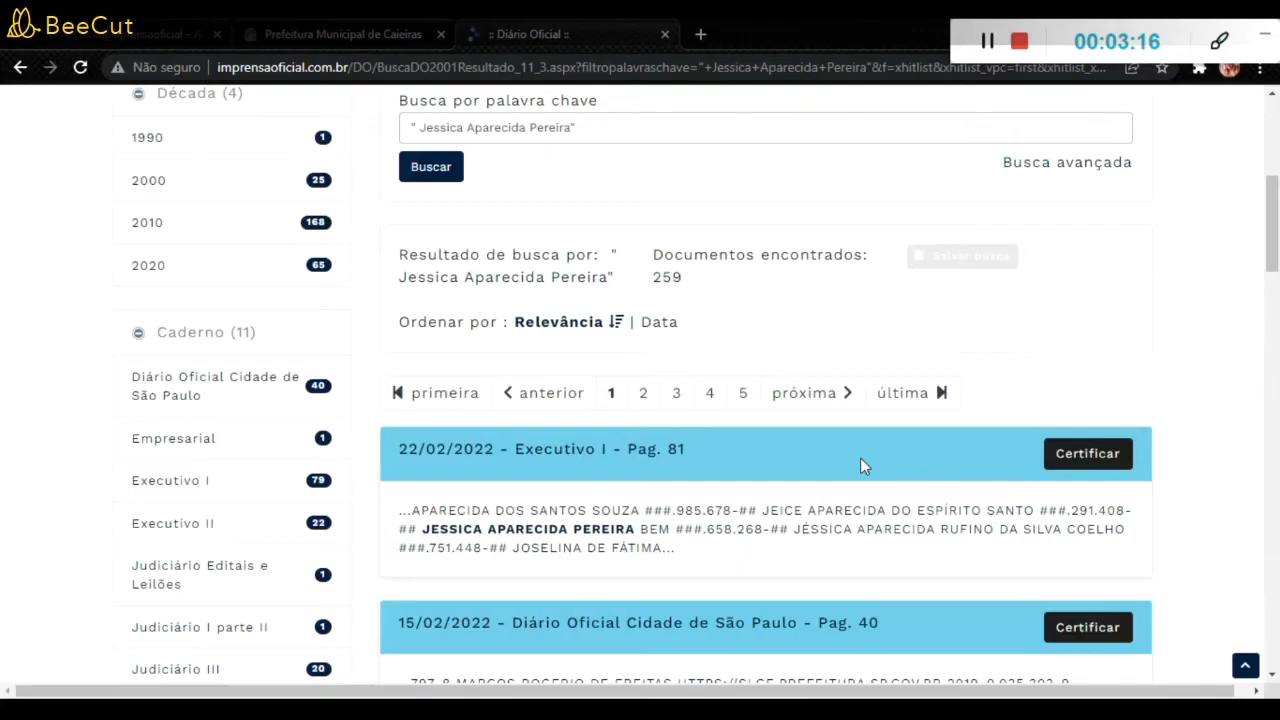 BeeCut
Prefeitura Municipal de Caieiras
:: Diário Oficial ::
00:03:16
Não seguro
imprensaoficial.com.br/DO/BuscaDO2001Resultado_11_3.aspx?filtropalavraschave="+Jessica+Aparecida+Pereira"&f=xhitlist&xhitlist_vpc=first&xhitlist_x...
Década (4)
1990
1
2000
25
2010
168
2020
65
Caderno (11)
Diário Oficial Cidade de
São Paulo
40
Empresarial
1
Executivo I
79
Executivo II
22
Judiciário Editais e
Leilões
1
Judiciário I parte II
1
Judiciário III
20
Busca por palavra chave
" Jessica Aparecida Pereira"
Buscar
Busca avançada
Resultado de busca por: "
Jessica Aparecida Pereira"
Documentos encontrados:
259
Salvar busca
Ordenar por : Relevância | Data
primeira anterior 1 2 3 4 5 próxima última
22/02/2022 - Executivo I - Pag. 81
Certificar
...APARECIDA DOS SANTOS SOUZA ###.985.678-## JEICE APARECIDA DO ESPÍRITO SANTO ###.291.408-
## JESSICA APARECIDA PEREIRA BEM ###.658.268-## JÉSSICA APARECIDA RUFINO DA SILVA COELHO
###.751.448-## JOSELINA DE FÁTIMA...
15/02/2022 - Diário Oficial Cidade de São Paulo - Pag. 40
Certificar